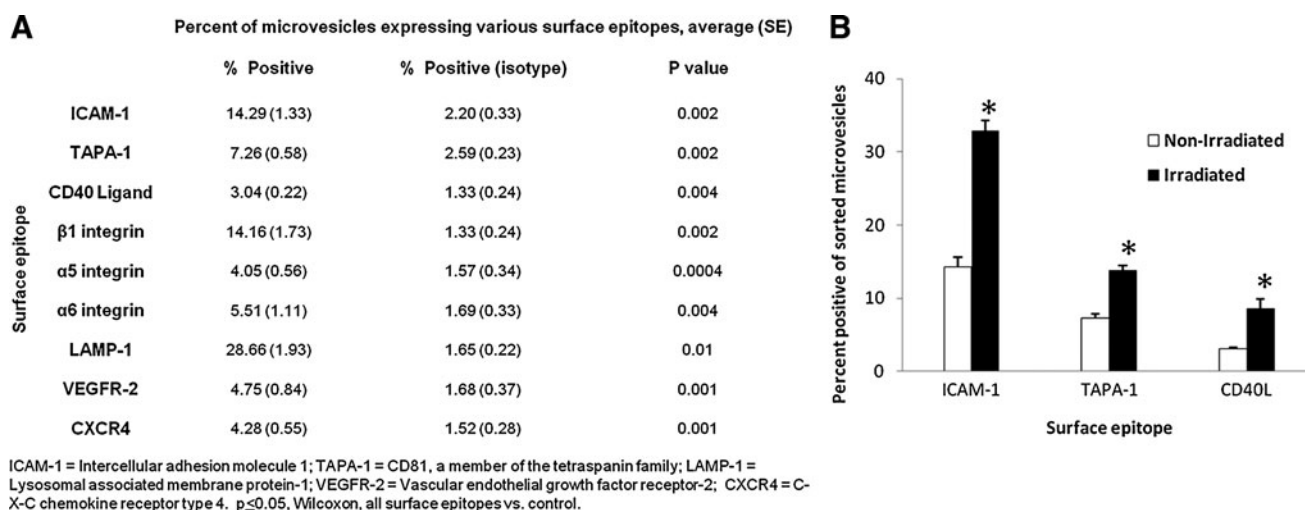 A
Percent of microvesicles expressing various surface epitopes, average (SE)
% Positive % Positive (isotype) P value
Surface epitope
ICAM-1 14.29 (1.33) 2.20 (0.33) 0.002
TAPA-1 7.26 (0.58) 2.59 (0.23) 0.002
CD40 Ligand 3.04 (0.22) 1.33 (0.24) 0.004
β1 integrin 14.16 (1.73) 1.33 (0.24) 0.002
α5 integrin 4.05 (0.56) 1.57 (0.34) 0.0004
α6 integrin 5.51 (1.11) 1.69 (0.33) 0.004
LAMP-1 28.66 (1.93) 1.65 (0.22) 0.01
VEGFR-2 4.75 (0.84) 1.68 (0.37) 0.001
CXCR4 4.28 (0.55) 1.52 (0.28) 0.001
ICAM-1 = Intercellular adhesion molecule 1; TAPA-1 = CD81, a member of the tetraspanin family; LAMP-1 =
Lysosomal associated membrane protein-1; VEGFR-2 = Vascular endothelial growth factor receptor-2; CXCR4 = C-
X-C chemokine receptor type 4. p≤0.05, Wilcoxon, all surface epitopes vs. control.
B
Percent positive of sorted microvesicles
40
30
20
10
0
* * *
Non-Irradiated
Irradiated
ICAM-1 TAPA-1 CD40L
Surface epitope